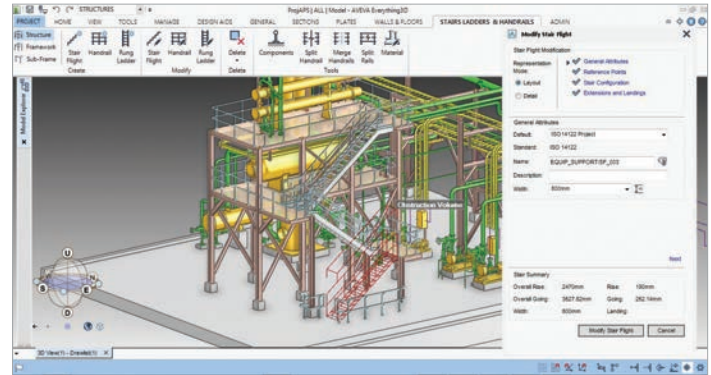 STRUCTURES
ProjAPS | ALL | Model - AVEVA Everything3D
PROJECT HOME VIEW TOOLS MANAGE DESIGN AIDS GENERAL SECTIONS PLATES WALLS & FLOORS STAIRS LADDERS & HANDRAILS ADMIN
Structure
Framework
Sub-Frame
Stair Flight Handrail Rung Ladder
Create
Stair Flight Handrail Rung Ladder
Modify
Delete
Delete
Components Split Handrail Merge Handrails Split Rails Material
Tools
Model Explorer
Modify Stair Flight
Stair Flight Modification
Representation Mode:
Layout
Detail
General Attributes
Reference Points
Stair Configuration
Extensions and Landings
General Attributes
Default: ISO 14122 Project
Standard: ISO 14122
Name: EQUIP_SUPPORT/SF_003
Description:
Width: 800mm
Obstruction Volume
U
N
S
E
D
Next
Stair Summary
Overall Rise: 2470mm Rise: 190mm
Overall Going: 3627.82mm Going: 262.14mm
Width: 800mm Landing:
Modify Stair Flight Cancel
3D View(1) - Drawlist(1) X